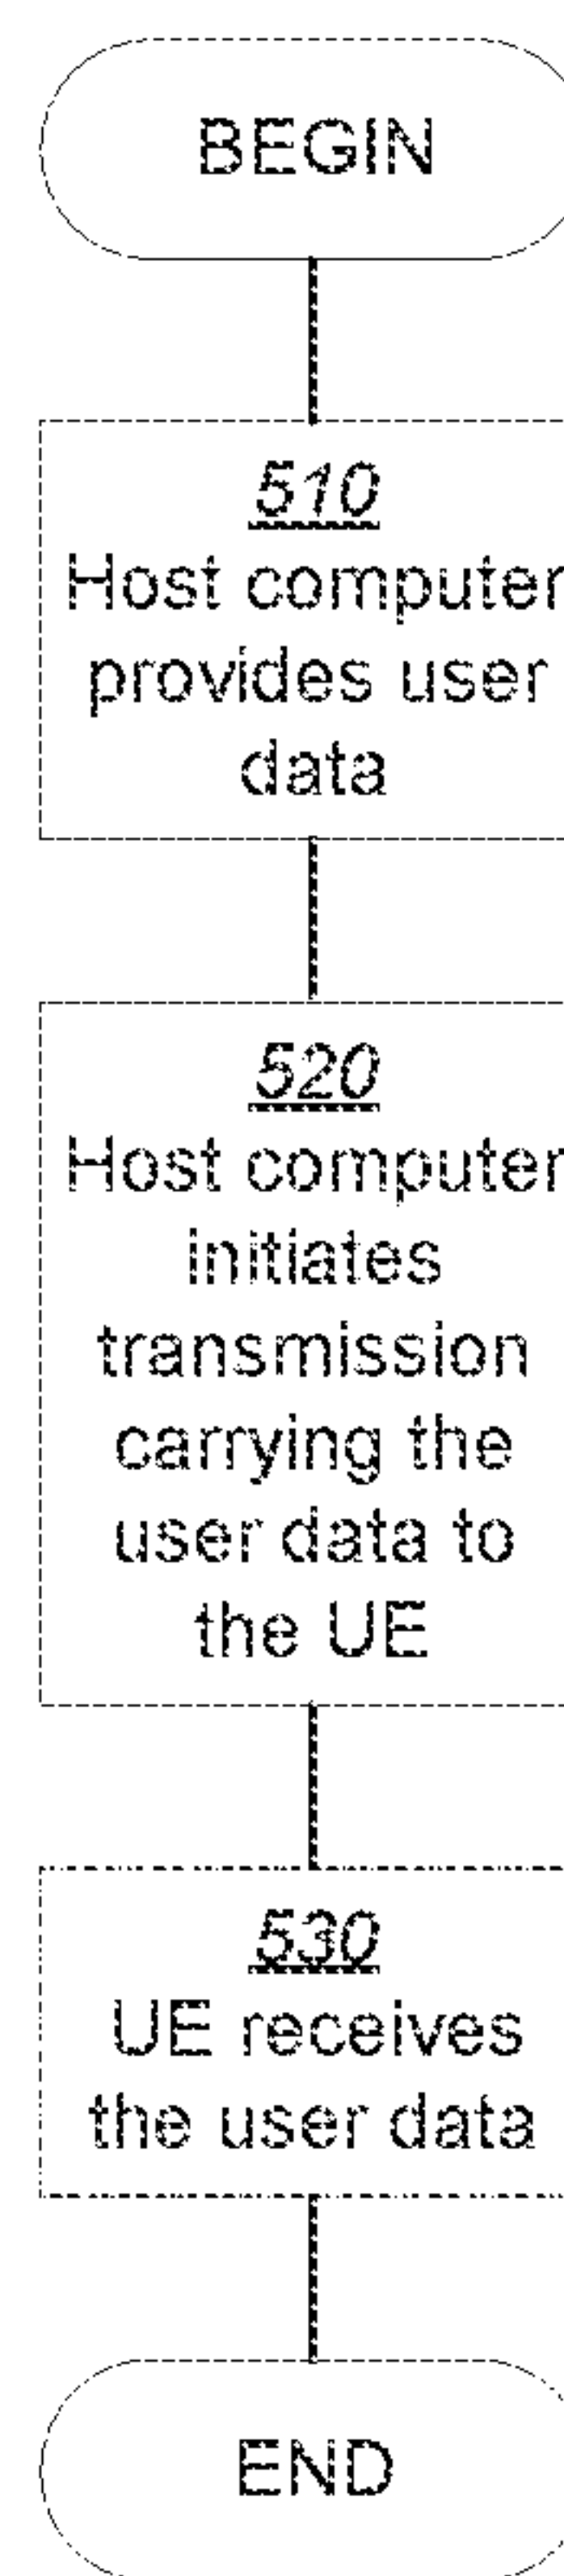 BEGIN
510
Host computer
provides user
data
520
Host computer
initiates
transmission
carrying the
user data to
the UE
530
UE receives
the user data
END